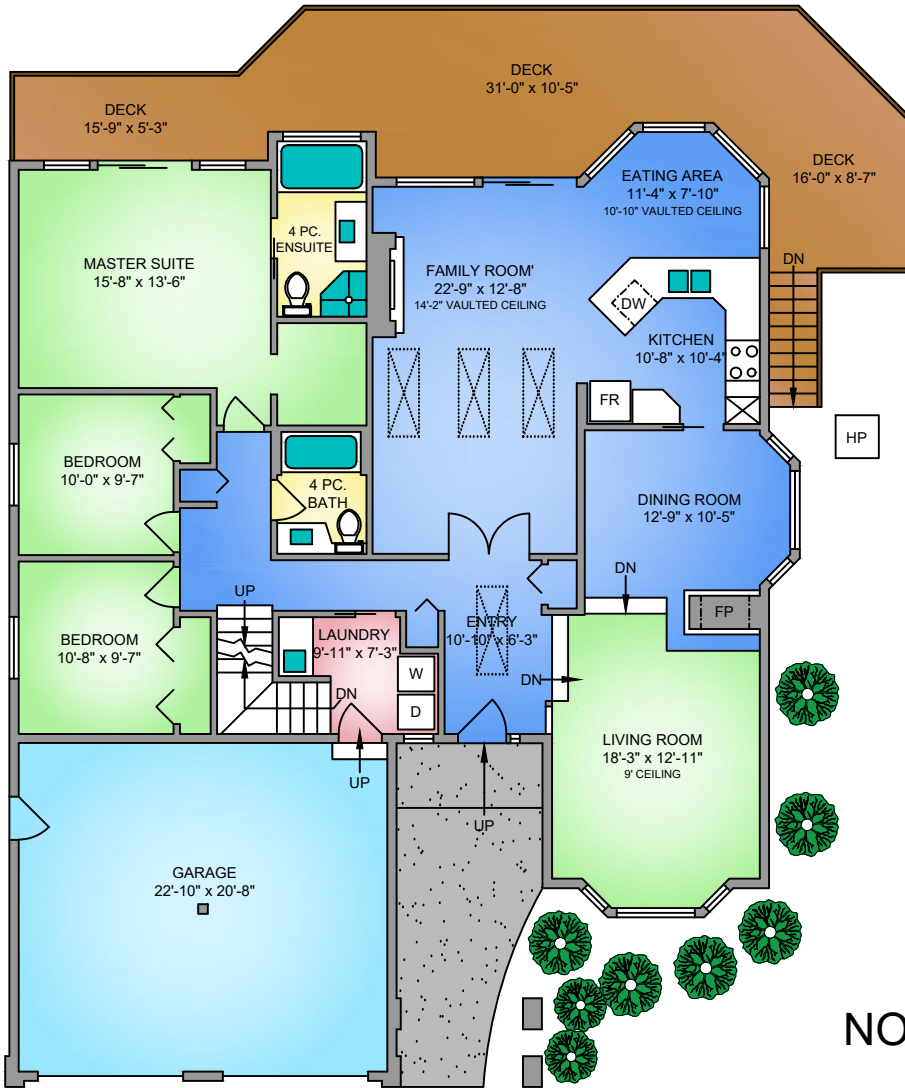 DECK
31'-0" x 10'-5"
DECK
15'-9" x 5'-3"
DECK
16'-0" x 8'-7"
EATING AREA
11'-4" x 7'-10"
10'-10" VAULTED CEILING
4 PC.
ENSUITE
MASTER SUITE
15'-8" x 13'-6"
FAMILY ROOM'
22'-9" x 12'-8"
14'-2" VAULTED CEILING
DN
DW
KITCHEN
10'-8" x 10'-4"
FR
HP
BEDROOM
10'-0" x 9'-7"
4 PC.
BATH
DINING ROOM
12'-9" x 10'-5"
DN
UP
FP
BEDROOM
10'-8" x 9'-7"
LAUNDRY
9'-11" x 7'-3"
ENTRY
10'-10" x 6'-3"
W
DN
DN
D
LIVING ROOM
18'-3" x 12'-11"
9' CEILING
UP
UP
GARAGE
22'-10" x 20'-8"
NO